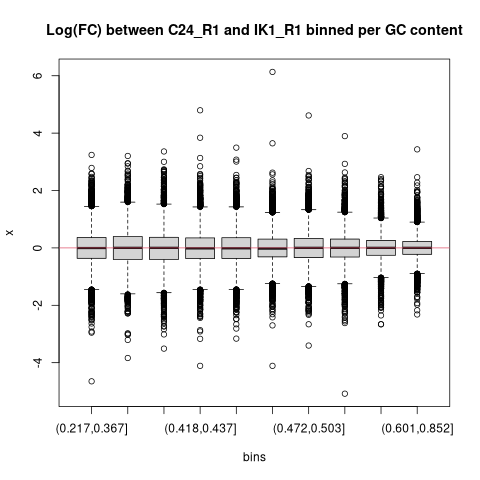 Log(FC) between C24_R1 and IK1_R1 binned per GC content
6
4
2
0
-2
-4
x
(0.217,0.367] (0.418,0.437] (0.472,0.503] (0.601,0.852]
bins